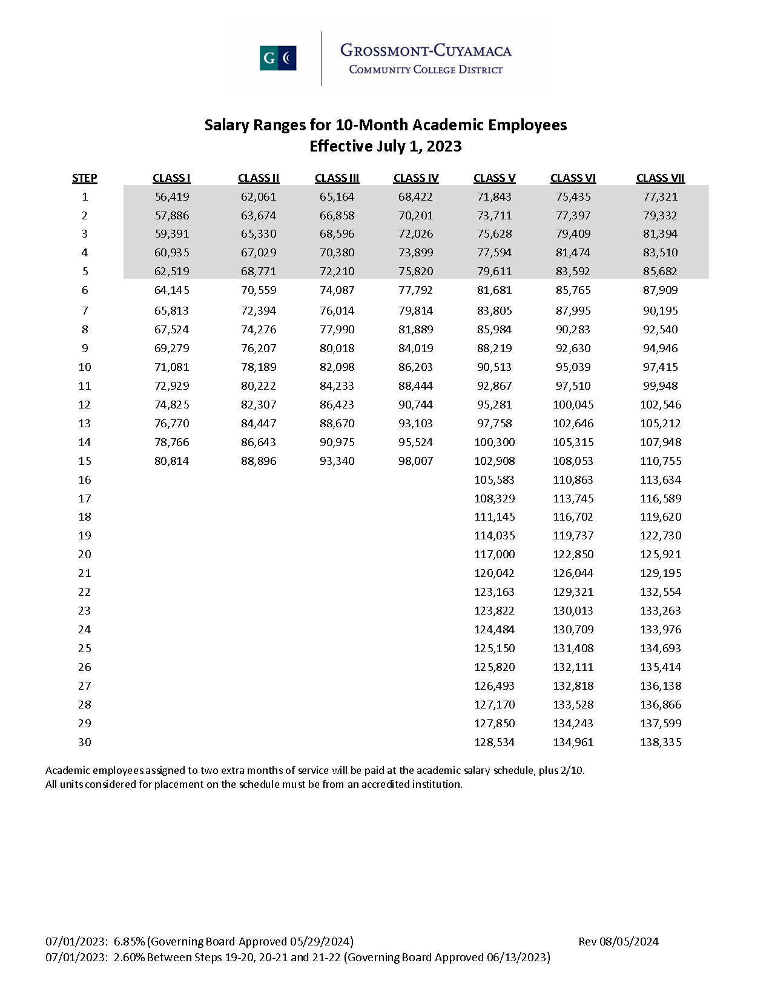 G C
GROSSMONT-CUYAMACA
COMMUNITY COLLEGE DISTRICT
Salary Ranges for 10-Month Academic Employees
Effective July 1, 2023
STEP CLASS I CLASS II CLASS III CLASS IV CLASS V CLASS VI CLASS VII
1 56,419 62,061 65,164 68,422 71,843 75,435 77,321
2 57,886 63,674 66,858 70,201 73,711 77,397 79,332
3 59,391 65,330 68,596 72,026 75,628 79,409 81,394
4 60,935 67,029 70,380 73,899 77,594 81,474 83,510
5 62,519 68,771 72,210 75,820 79,611 83,592 85,682
6 64,145 70,559 74,087 77,792 81,681 85,765 87,909
7 65,813 72,394 76,014 79,814 83,805 87,995 90,195
8 67,524 74,276 77,990 81,889 85,984 90,283 92,540
9 69,279 76,207 80,018 84,019 88,219 92,630 94,946
10 71,081 78,189 82,098 86,203 90,513 95,039 97,415
11 72,929 80,222 84,233 88,444 92,867 97,510 99,948
12 74,825 82,307 86,423 90,744 95,281 100,045 102,546
13 76,770 84,447 88,670 93,103 97,758 102,646 105,212
14 78,766 86,643 90,975 95,524 100,300 105,315 107,948
15 80,814 88,896 93,340 98,007 102,908 108,053 110,755
16 105,583 110,863 113,634
17 108,329 113,745 116,589
18 111,145 116,702 119,620
19 114,035 119,737 122,730
20 117,000 122,850 125,921
21 120,042 126,044 129,195
22 123,163 129,321 132,554
23 123,822 130,013 133,263
24 124,484 130,709 133,976
25 125,150 131,408 134,693
26 125,820 132,111 135,414
27 126,493 132,818 136,138
28 127,170 133,528 136,866
29 127,850 134,243 137,599
30 128,534 134,961 138,335
Academic employees assigned to two extra months of service will be paid at the academic salary schedule, plus 2/10.
All units considered for placement on the schedule must be from an accredited institution.
07/01/2023: 6.85% (Governing Board Approved 05/29/2024) Rev 08/05/2024
07/01/2023: 2.60% Between Steps 19-20, 20-21 and 21-22 (Governing Board Approved 06/13/2023)